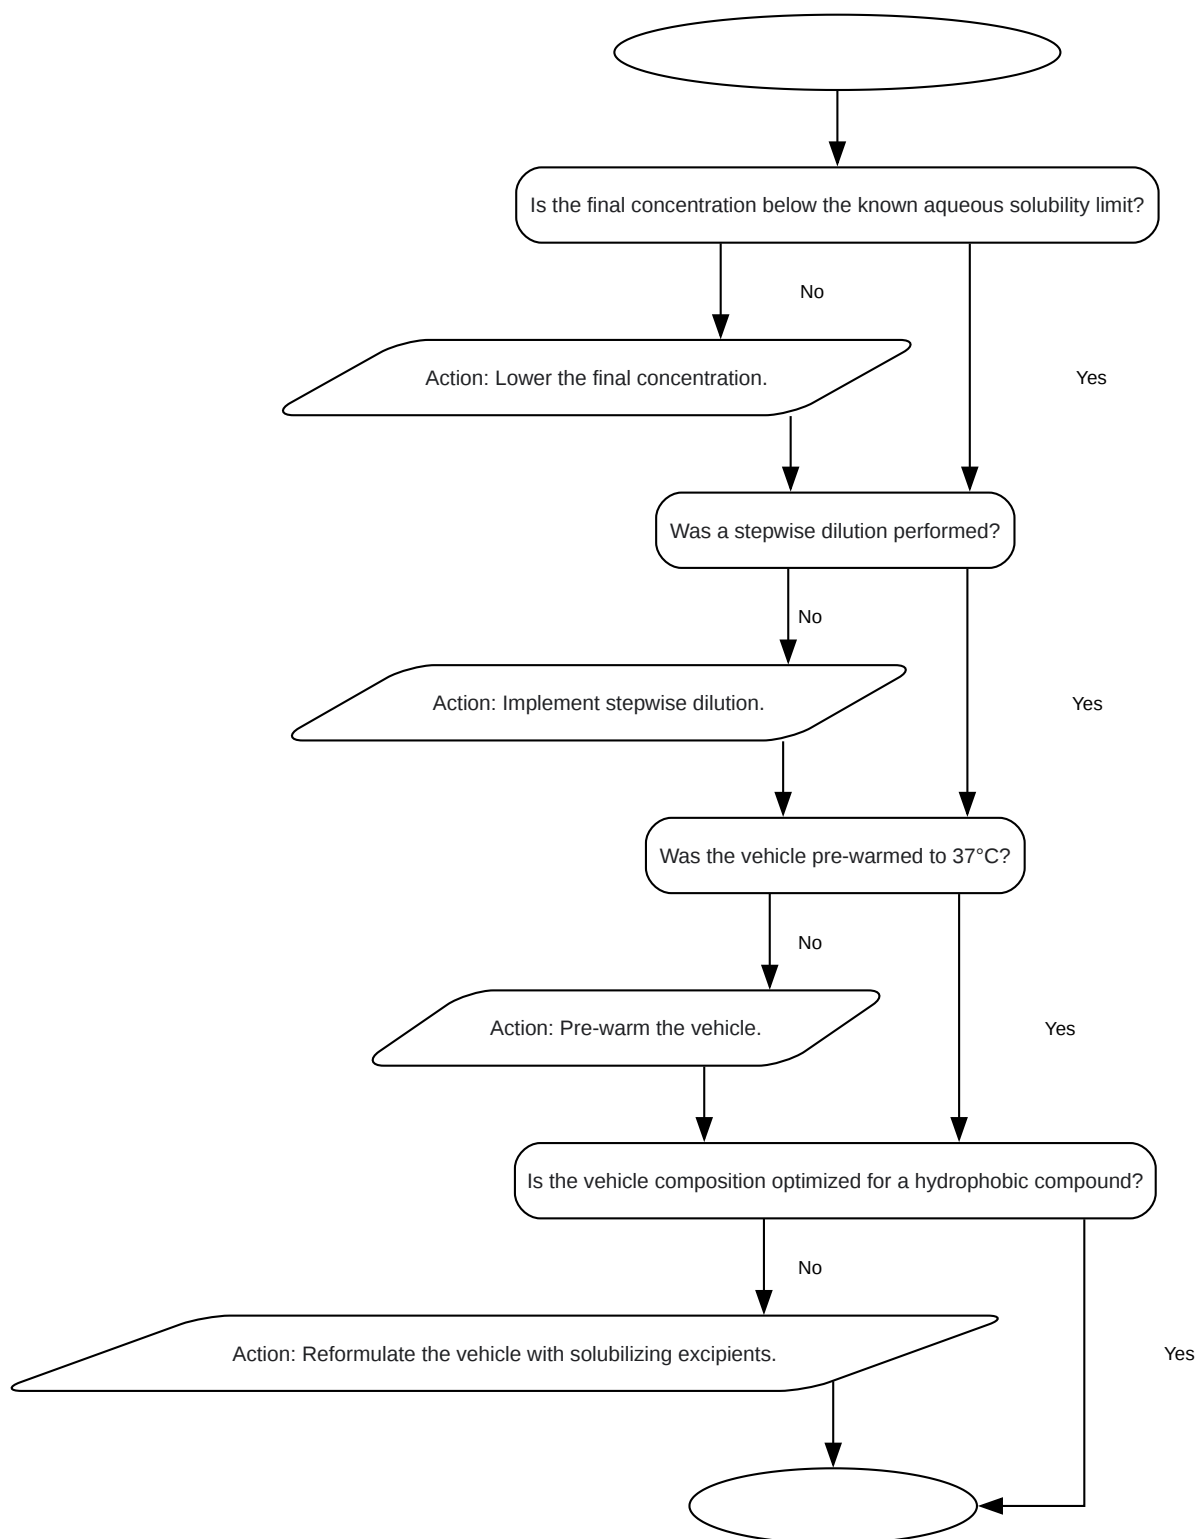 Is the final concentration below the known aqueous solubility limit?
No
Action: Lower the final concentration.
Yes
Was a stepwise dilution performed?
No
Action: Implement stepwise dilution.
Yes
Was the vehicle pre-warmed to 37°C?
No
Action: Pre-warm the vehicle.
Yes
Is the vehicle composition optimized for a hydrophobic compound?
No
Action: Reformulate the vehicle with solubilizing excipients.
Yes